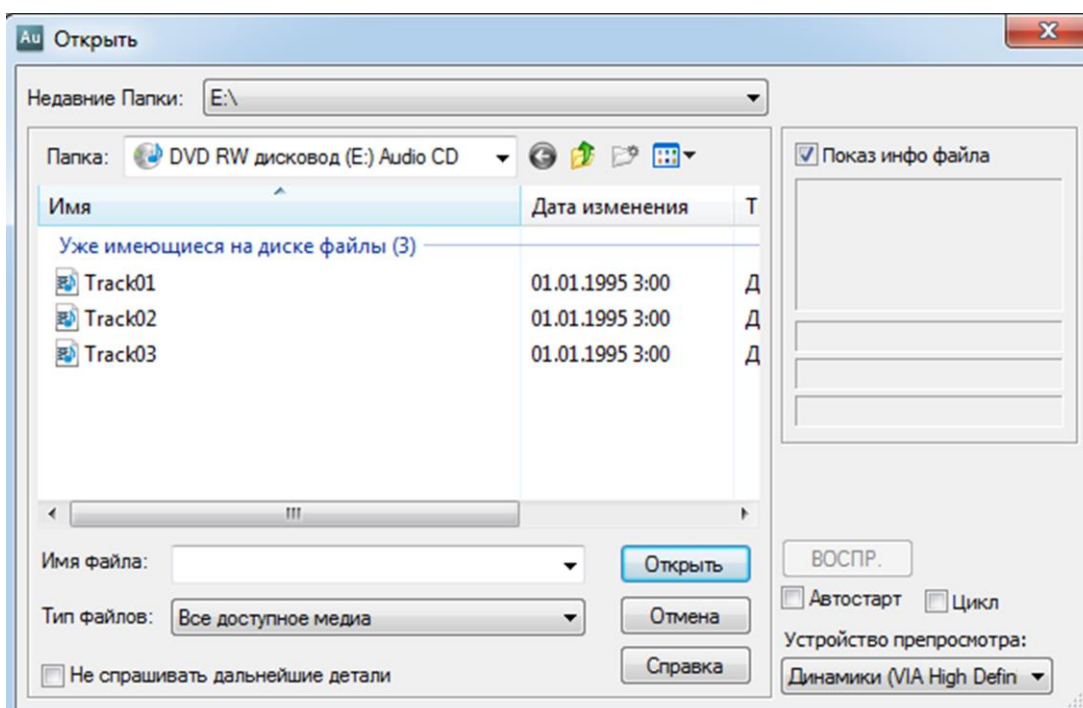 Au Открыть
Недавние Папки: E:\
Папка: DVD RW дисковод (E:) Audio CD
Показ инфо файла
Имя Дата изменения Т
Уже имеющиеся на диске файлы (3)
Track01 01.01.1995 3:00 Д
Track02 01.01.1995 3:00 Д
Track03 01.01.1995 3:00 Д
Имя файла: Открыть
ВОСПР.
Тип файлов: Все доступное медиа Отмена
Автостарт Цикл
Не спрашивать дальнейшие детали Справка
Устройство препросмотра:
Динамики (VIA High Defin